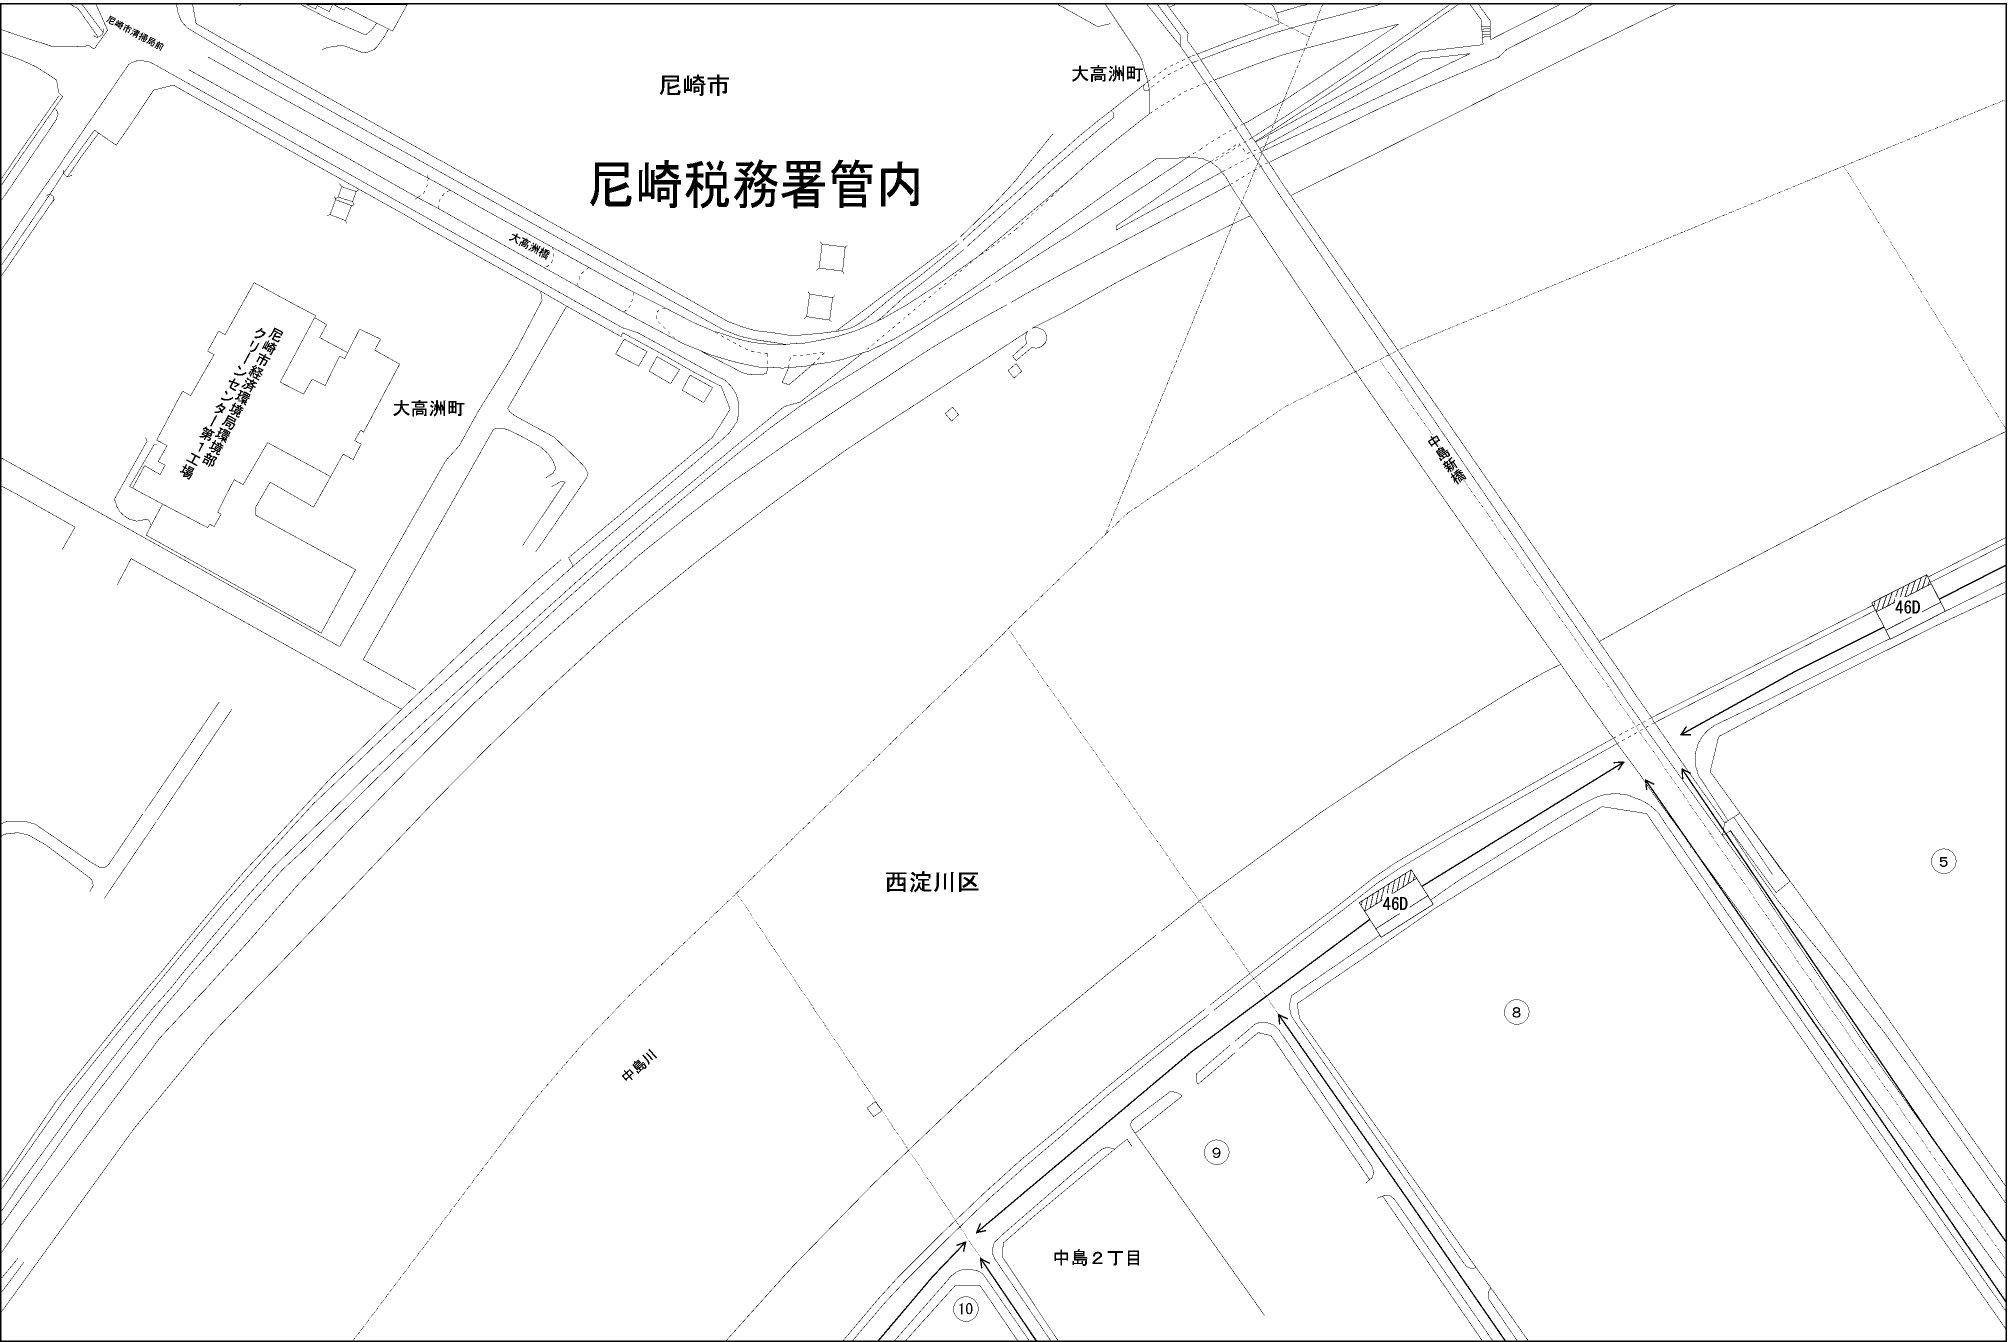 尼崎市清掃局前
尼崎市
大高洲町
尼崎税務署管内
大高洲橋
尼崎市経済環境局環境部
クリーンセンター第1工場
大高洲町
中島新橋
46D
西淀川区
46D
5
8
中島川
9
中島2丁目
10